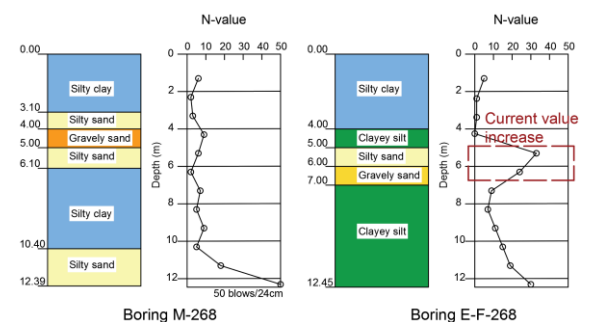 N-value
N-value
0.00
0 10 20 30 40 50
0.00
0 10 20 30 40 50
0
0
Silty clay
Silty clay
2
2
3.10
Silty sand
Current value
increase
4.00
4
4.00
4
Gravely sand
Clayey silt
5.00
5.00
Silty sand
Silty sand
6.10
6
6.00
6
Gravely sand
7.00
Depth (m)
Depth (m)
8
8
Silty clay
Clayey silt
10.40
10
10
Silty sand
12
12
12.39
12.45
50 blows/24cm
Boring M-268
Boring E-F-268